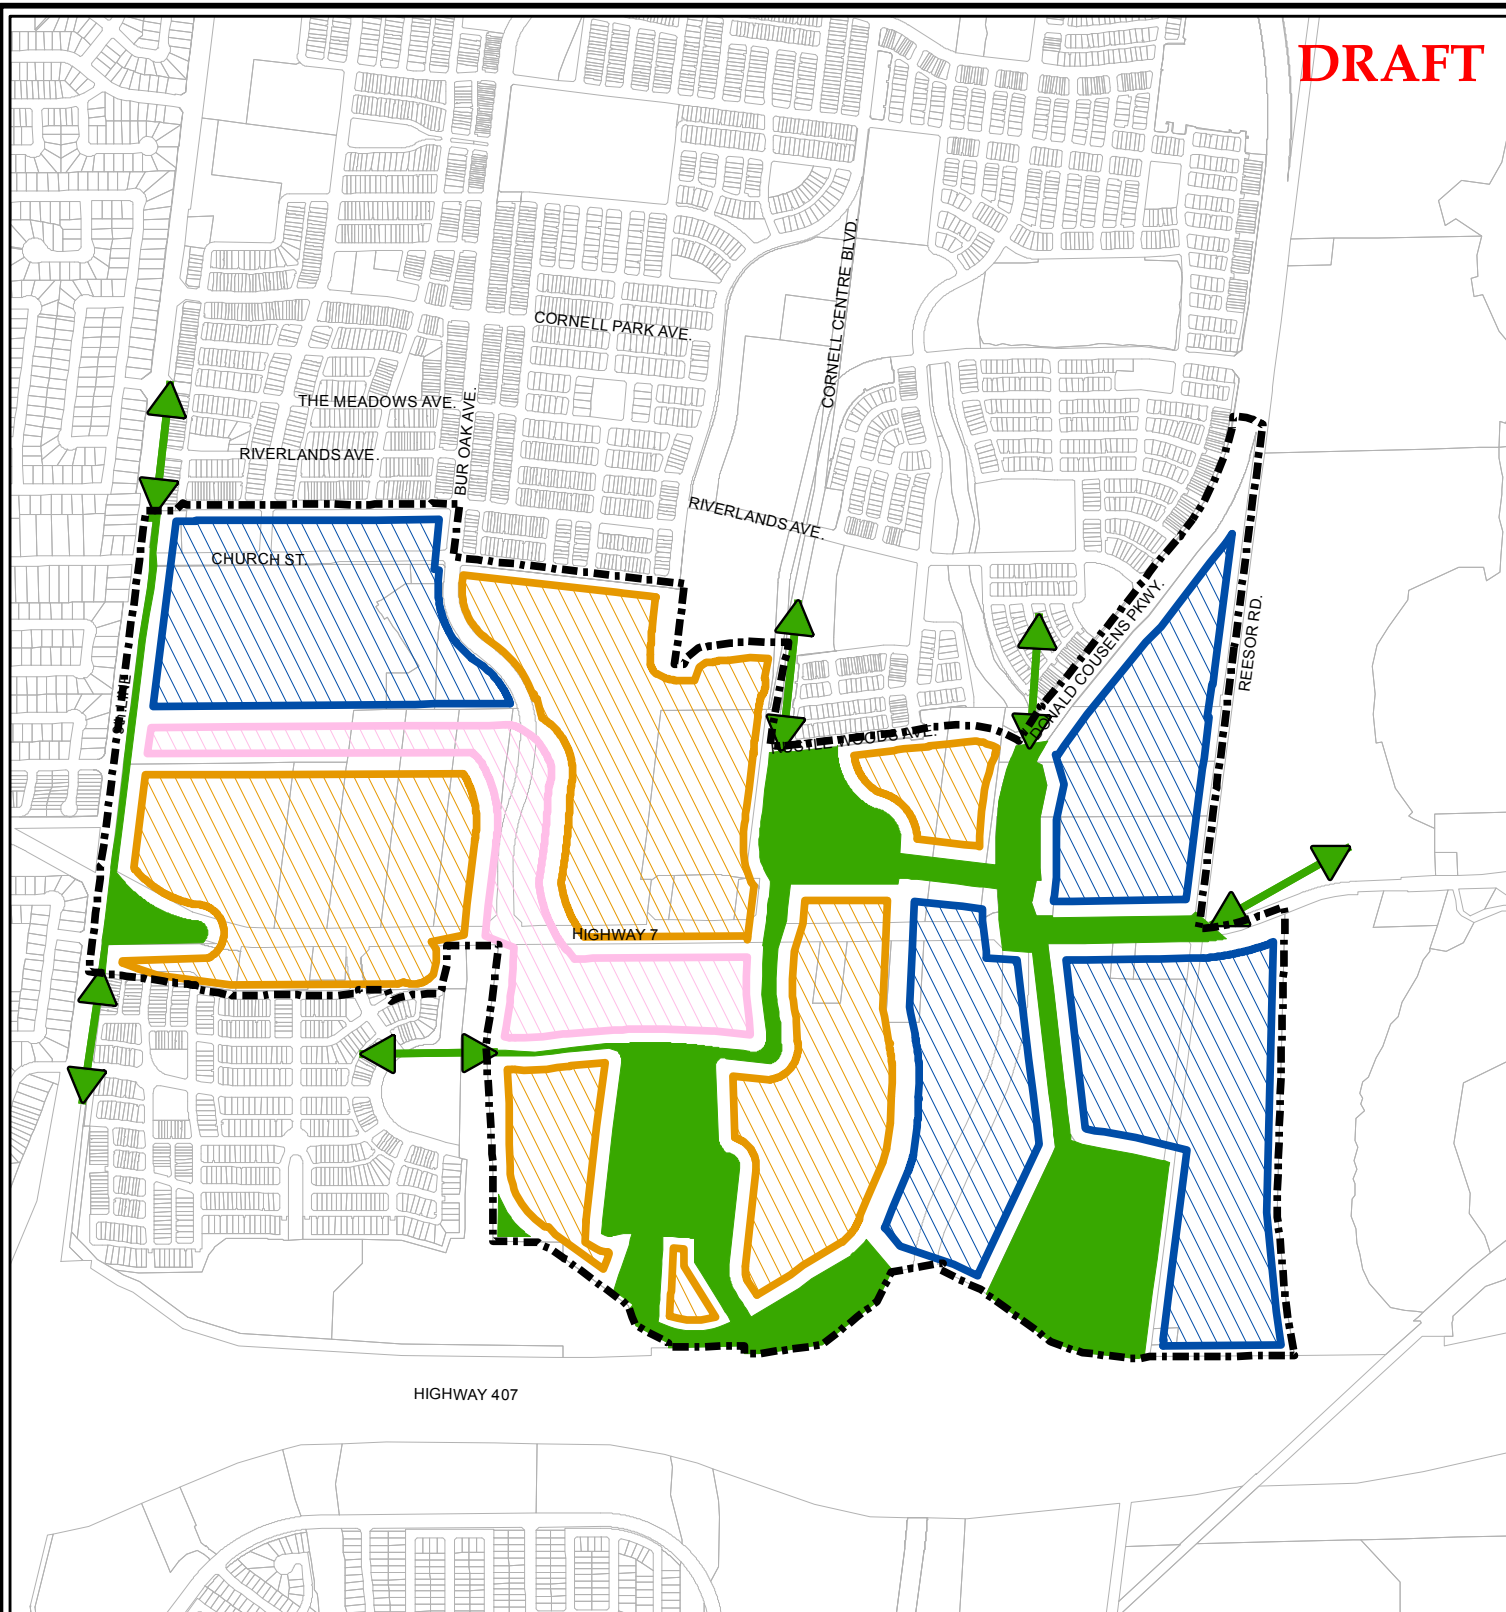 DRAFT
CORNELL CENTRE BLVD.
CORNELL PARK AVE.
THE MEADOWS AVE.
BUR OAK AVE.
RIVERLANDS AVE.
RIVERLANDS AVE.
CHURCH ST.
DONALD COUSENS PKWY.
REESOR RD.
AVE.
HIGHWAY 7
HIGHWAY 407